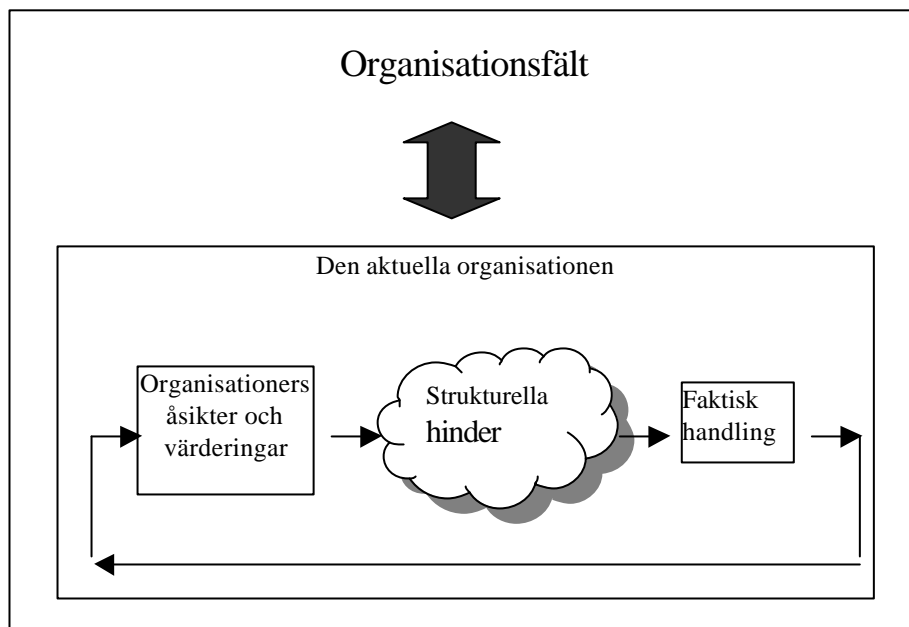 Organisationsfält
Den aktuella organisationen
Organisationers
åsikter och
värderingar
Strukturella
hinder
Faktisk
handling